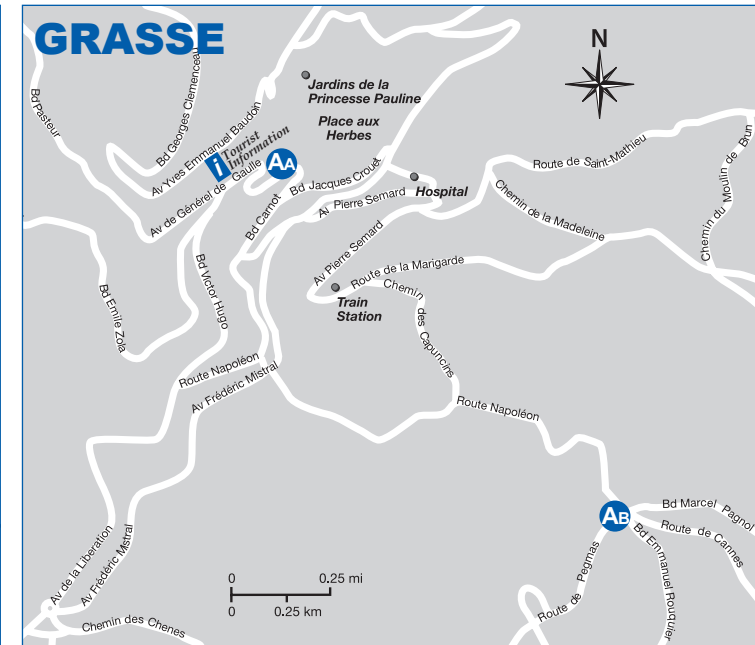 GRASSE
N
Jardins de la
Princesse Pauline
Place aux
Herbes
Bd Pasteur
Bd Georges Clemenceau
Av Yves Emmanuel Baudoin
i
Tourist
Information
AA
Av de Général de Gaulle
Bd Jacques Crouet
Bd Carnot
Av Pierre Semard
Hospital
Route de Saint-Mathieu
Chemin de la Madeleine
Chemin du Moulin de Brun
Av Pierre Semard
Route de la Marigarde
Train
Station
Chemin des Capuncins
Bd Victor Hugo
Bd Emile Zola
Route Napoléon
Av Frédéric Mistral
Route Napoléon
AB
Bd Marcel Pagnol
Route de Cannes
Bd Emmanuel Rouquier
Route de Pegmas
Av de la Liberation
Av Frédéric Mistral
Chemin des Chenes
0 0.25 mi
0 0.25 km